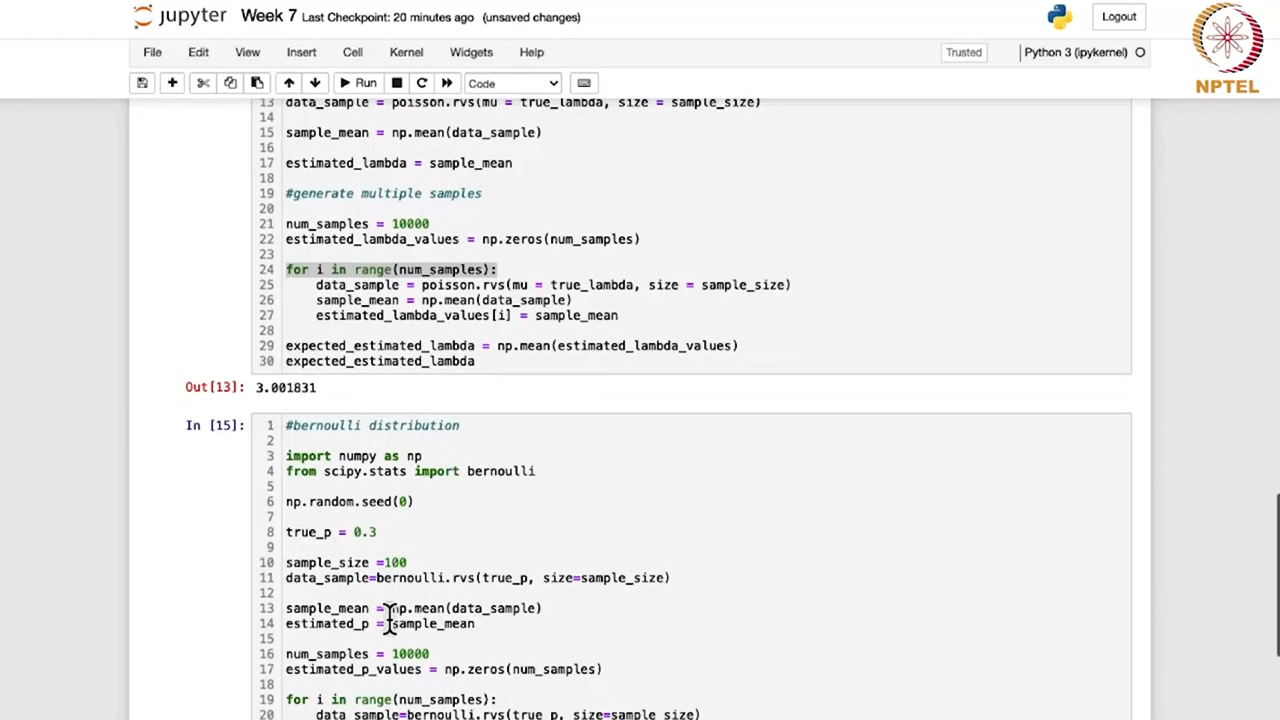 jupyter Week 7 Last Checkpoint: 20 minutes ago (unsaved changes) Logout
File Edit View Insert Cell Kernel Widgets Help Trusted Python 3 (ipykernel)
NPTEL
Run Code
13 data_sample = poisson.rvs(mu = true_lambda, size = sample_size)
14
15 sample_mean = np.mean(data_sample)
16
17 estimated_lambda = sample_mean
18
19 #generate multiple samples
20
21 num_samples = 10000
22 estimated_lambda_values = np.zeros(num_samples)
23
24 for i in range(num_samples):
25 data_sample = poisson.rvs(mu = true_lambda, size = sample_size)
26 sample_mean = np.mean(data_sample)
27 estimated_lambda_values[i] = sample_mean
28
29 expected_estimated_lambda = np.mean(estimated_lambda_values)
30 expected_estimated_lambda
Out[13]: 3.001831
In [15]: 1 #bernoulli distribution
2
3 import numpy as np
4 from scipy.stats import bernoulli
5
6 np.random.seed(0)
7
8 true_p = 0.3
9
10 sample_size =100
11 data_sample=bernoulli.rvs(true_p, size=sample_size)
12
13 sample_mean = np.mean(data_sample)
14 estimated_p = sample_mean
15
16 num_samples = 10000
17 estimated_p_values = np.zeros(num_samples)
18
19 for i in range(num_samples):
20 data_sample=bernoulli.rvs(true_p, size=sample_size)